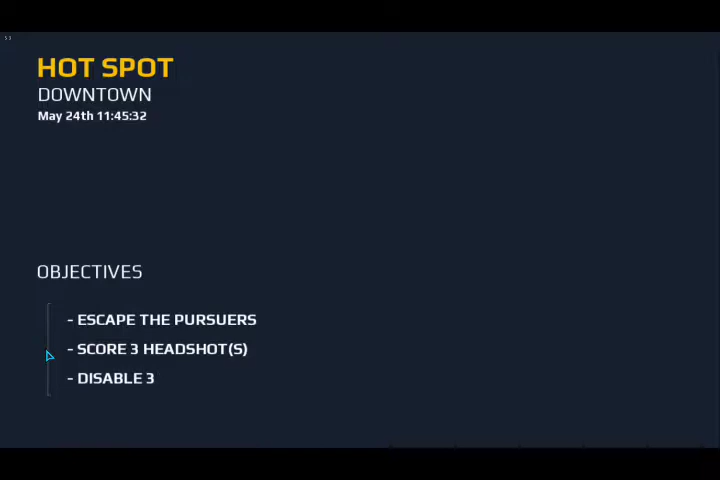 HOT SPOT
DOWNTOWN
May 24th 11:45:32
OBJECTIVES
- ESCAPE THE PURSUERS
- SCORE 3 HEADSHOT(S)
- DISABLE 3